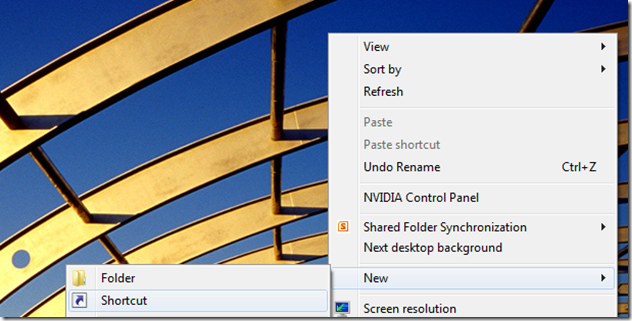 View
Sort by
Refresh
Paste
Paste shortcut
Undo Rename Ctrl+Z
NVIDIA Control Panel
Shared Folder Synchronization
Next desktop background
New
Folder
Shortcut
Screen resolution